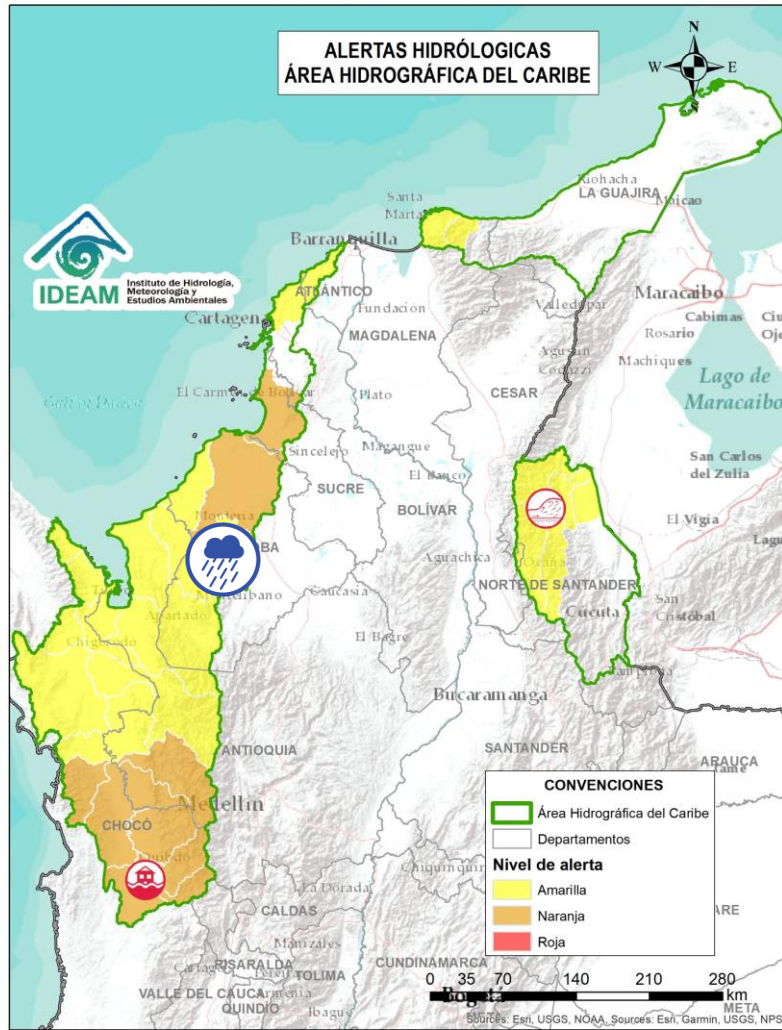 ALERTAS HIDRÓLOGICAS
ÁREA HIDROGRÁFICA DEL CARIBE
N
W E
S
Riohacha
LA GUAJIRA
Maicao
Santa
Marta
Barranquilla
IDEAM
Instituto de Hidrología,
Meteorología y
Estudios Ambientales
ATLÁNTICO
Cartagena
Fundación
Valledupar
Maracaibo
Cabimas
MAGDALENA
Rosario
Agustín
Codazzi
Machiques
El Carmen de Bolívar
Plato
CESAR
Lago de
Maracaibo
Sincelejo
Magangue
San Carlos
del Zulia
El Banco
SUCRE
BOLÍVAR
Montería
El Vigía
BA
Aguachica
Ocaña
NORTE DE SANTANDER
Caucasia
Apartadó
Cúcuta
San
Cristóbal
El Bagre
Chigorodó
Bucaramanga
ANTIOQUIA
SANTANDER
ARAUCA
Medellín
CHOCÓ
Quibdó
CONVENCIONES
Área Hidrográfica del Caribe
Departamentos
Nivel de alerta
Amarilla
Naranja
Roja
La Dorada
CALDAS
Manizales
RISARALDA
TOLIMA
CUNDINAMARCA
VALLE DEL CAUCA
Armenia
QUINDÍO
Ibague
Bogotá
META
0 35 70 140 210 280
km
Sources: Esri, USGS, NOAA, Sources: Esri, Garmin, USGS, NPS